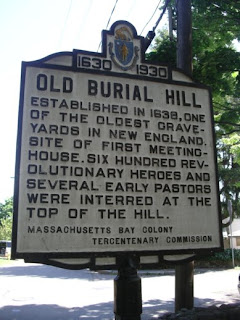 1630 1930
OLD BURIAL HILL
ESTABLISHED IN 1638, ONE
OF THE OLDEST GRAVE-
YARDS IN NEW ENGLAND.
SITE OF FIRST MEETING-
HOUSE. SIX HUNDRED REV-
OLUTIONARY HEROES AND
SEVERAL EARLY PASTORS
WERE INTERRED AT THE
TOP OF THE HILL.
MASSACHUSETTS BAY COLONY
TERCENTENARY COMMISSION